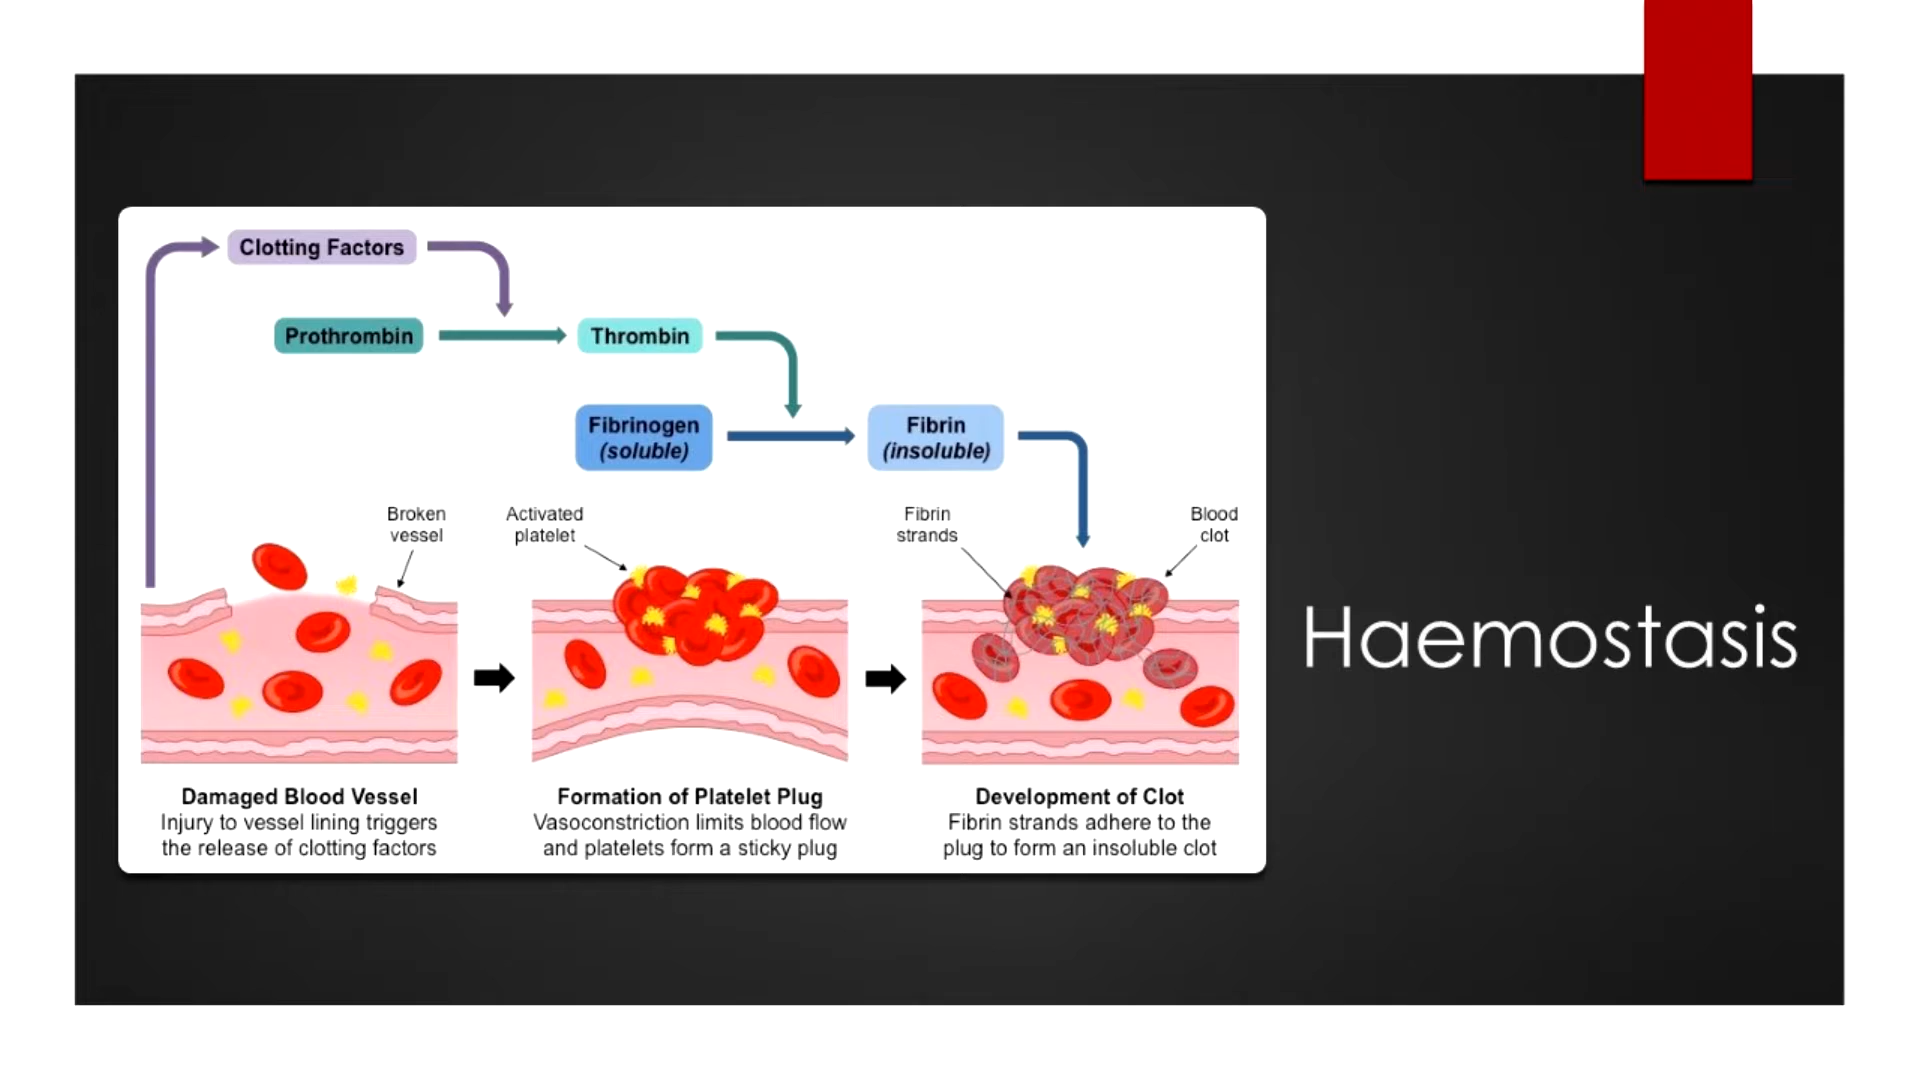 Clotting Factors
Prothrombin
Thrombin
Fibrinogen
(soluble)
Fibrin
(insoluble)
Broken
vessel
Activated
platelet
Fibrin
strands
Blood
clot
Damaged Blood Vessel
Injury to vessel lining triggers
the release of clotting factors
Formation of Platelet Plug
Vasoconstriction limits blood flow
and platelets form a sticky plug
Development of Clot
Fibrin strands adhere to the
plug to form an insoluble clot
Haemostasis